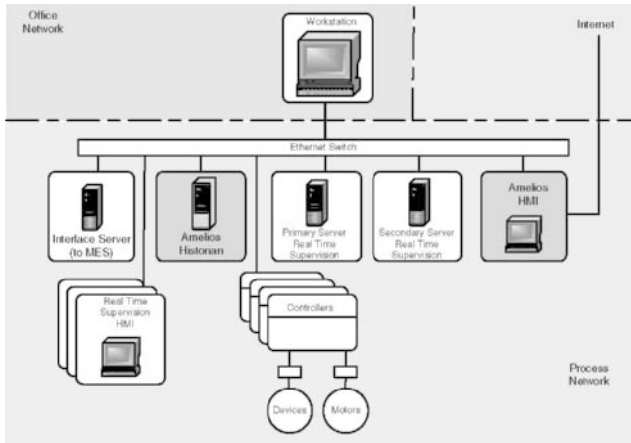 Office
Network
Workstation
Internet
Ethernet Switch
Interface Server
(to MES)
Amelios
Historian
Primary Server
Real Time
Supervision
Secondary Server
Real Time
Supervision
Amelios
HMI
Real Time
Supervision
HMI
Controllers
Devices
Motors
Process
Network